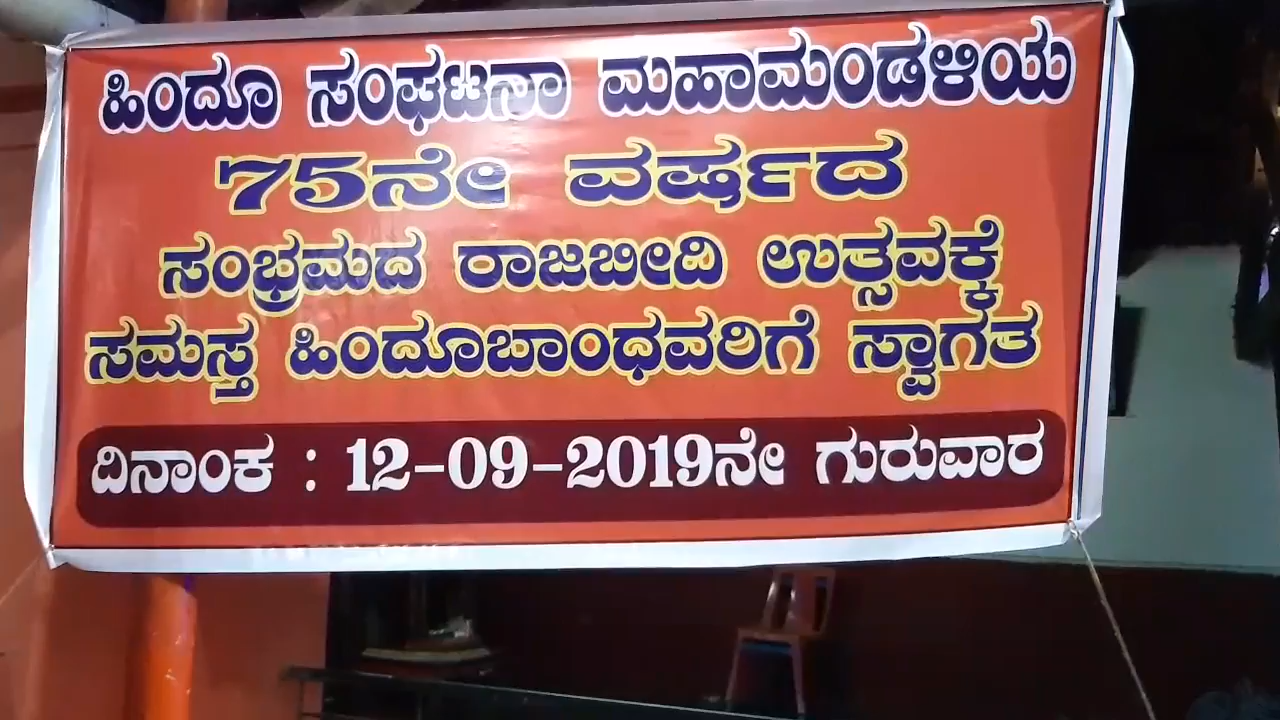 ಹಿಂದೂ ಸಂಘಟನಾ ಮಹಾಮಂಡಳಿಯ
75ನೇ ವರ್ಷದ
ಸಂಭ್ರಮದ ರಾಜಬೀದಿ ಉತ್ಸವಕ್ಕೆ
ಸಮಸ್ತ ಹಿಂದೂಬಾಂಧವರಿಗೆ ಸ್ವಾಗತ
ದಿನಾಂಕ : 12-09-2019ನೇ ಗುರುವಾರ